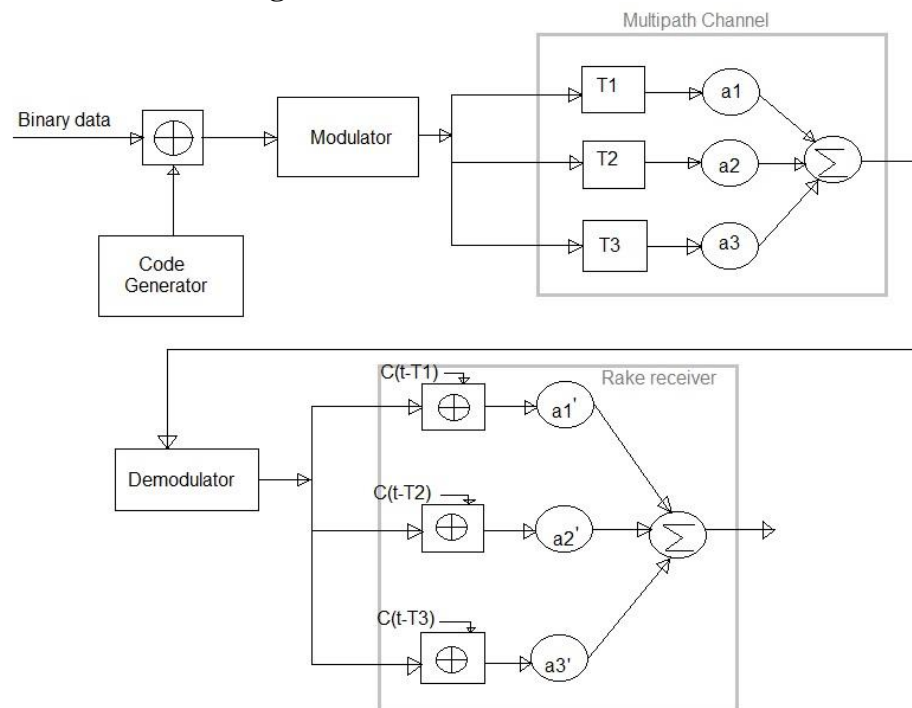 Multipath Channel
Binary data
Modulator
T1
a1
T2
a2
Σ
T3
a3
Code
Generator
C(t-T1)
Rake receiver
a1'
Demodulator
C(t-T2)
a2'
Σ
C(t-T3)
a3'